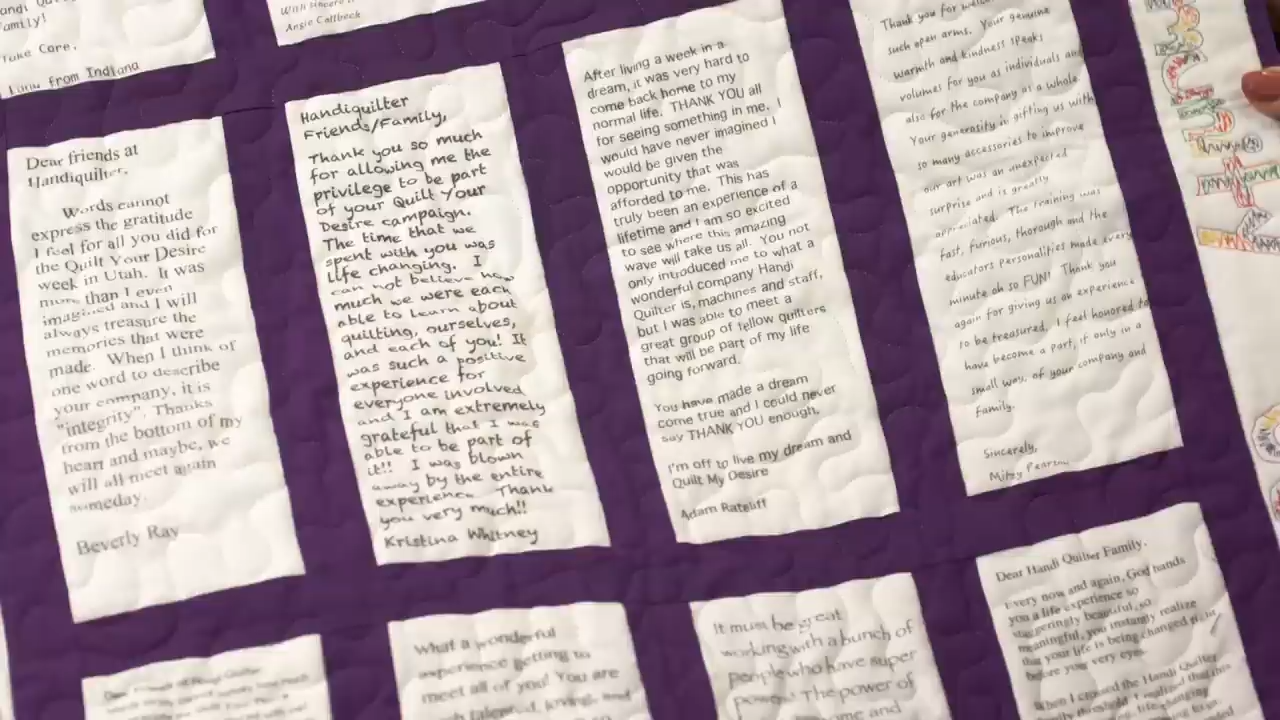 Family!
Take Care,
from Indiana
With sincere
Angie Callbeck
Dear friends at
Handiquilter,
Words cannot
express the gratitude
I feel for all you did for
the Quilt Your Desire
week in Utah. It was
more than I even
imagined and I will
always treasure the
memories that were
made. When I think of
one word to describe
your company, it is
"integrity". Thanks
from the bottom of my
heart and maybe, we
will all meet again
someday.
Beverly Ray
Handiquilter
Friends/Family,
Thank you so much
for allowing me the
privilege to be part
of your Quilt Your
Desire campaign.
The time that we
spent with you was
life changing. I
can not believe how
much we were each
able to learn about
quilting, ourselves,
and each of you! It
was such a positive
experience for
everyone involved
and I am extremely
grateful that I was
able to be part of
it!! I was blown
away by the entire
experience. Thank
you very much!!
Kristina Whitney
After living a week in a
dream, it was very hard to
come back home to my
normal life. THANK YOU all
for seeing something in me. I
would have never imagined I
would be given the
opportunity that was
afforded to me. This has
truly been an experience of a
lifetime and I am so excited
to see where this amazing
wave will take us all. You not
only introduced me to what a
wonderful company Handi
Quilter is, machines and staff,
but I was able to meet a
great group of fellow quilters
that will be part of my life
going forward.
You have made a dream
come true and I could never
say THANK YOU enough.
I'm off to live my dream and
Quilt My Desire
Adam Rateliff
Thank you for
such open arms. Your genuine
warmth and kindness speaks
volumes for you as individuals and
also for the company as a whole.
Your generosity in gifting us with
so many accessories to improve
our art was an unexpected
surprise and is greatly
appreciated. The training was
fast, furious, thorough and the
educators personalities made every
minute oh so FUN! Thank you
again for giving us an experience
to be treasured. I feel honored to
have become a part, if only in a
small way, of your company and
family.
Sincerely,
Mitzy Pearson
What a wonderful
experience getting to
meet all of you! You are
talented, loving, and
It must be great
working with a bunch of
people who have super
powers! The power of
and
Dear Handi Quilter Family,
Every now and again, God hands
you a life experience so
staggeringly beautiful, so
meaningful, you instantly realize
that your life is being changed right
before your very eyes.
When I crossed the Handi Quilter
threshold, I realized that this